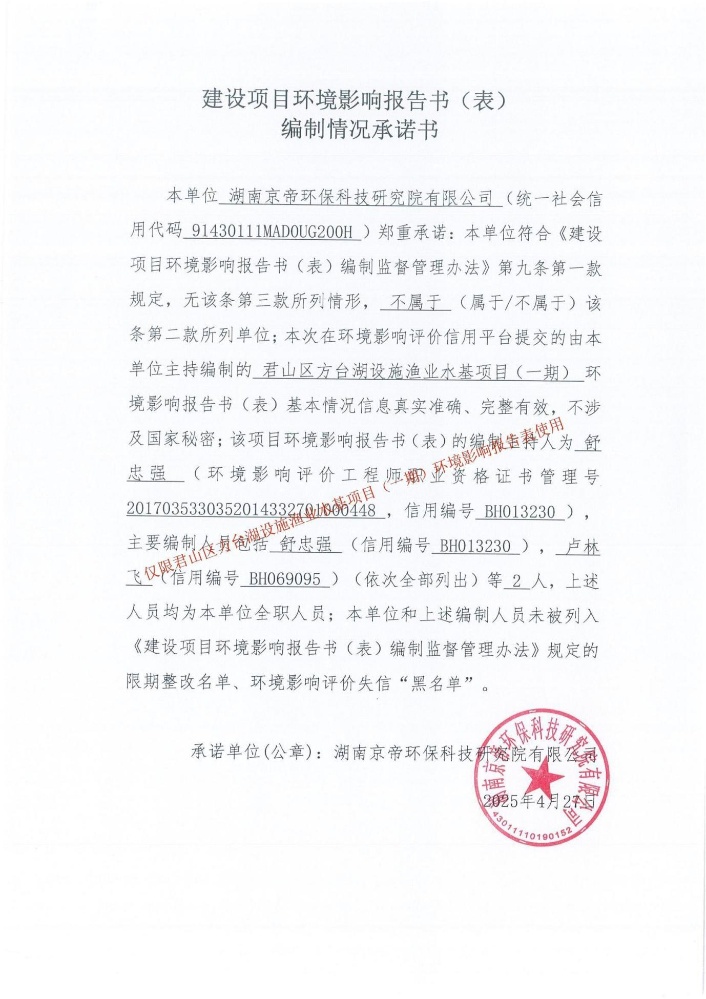 建设项目环境影响报告书（表）
编制情况承诺书
本单位 湖南京帝环保科技研究院有限公司 （统一社会信
用代码 91430111MAD0UG200H ）郑重承诺：本单位符合《建设
项目环境影响报告书（表）编制监督管理办法》第九条第一款
规定，无该条第三款所列情形， 不属于 （属于/不属于）该
条第二款所列单位；本次在环境影响评价信用平台提交的由本
单位主持编制的 君山区方台湖设施渔业水基项目（一期） 环
境影响报告书（表）基本情况信息真实准确、完整有效，不涉
及国家秘密；该项目环境影响报告书（表）的编制主持人为 舒
忠强 （环境影响评价工程师职业资格证书管理号
2017035330352014332701000448 ，信用编号 BH013230 ），
主要编制人员包括 舒忠强 （信用编号 BH013230 ）， 卢林
飞 （信用编号 BH069095 ）（依次全部列出）等 2 人，上述
人员均为本单位全职人员；本单位和上述编制人员未被列入
《建设项目环境影响报告书（表）编制监督管理办法》规定的
限期整改名单、环境影响评价失信“黑名单”。
仅限君山区方台湖设施渔业水基项目（一期）环境影响报告表使用
承诺单位(公章)：湖南京帝环保科技研究院有限公司
2025年4月27日
湖南京帝环保科技研究院有限公司
43011110190152